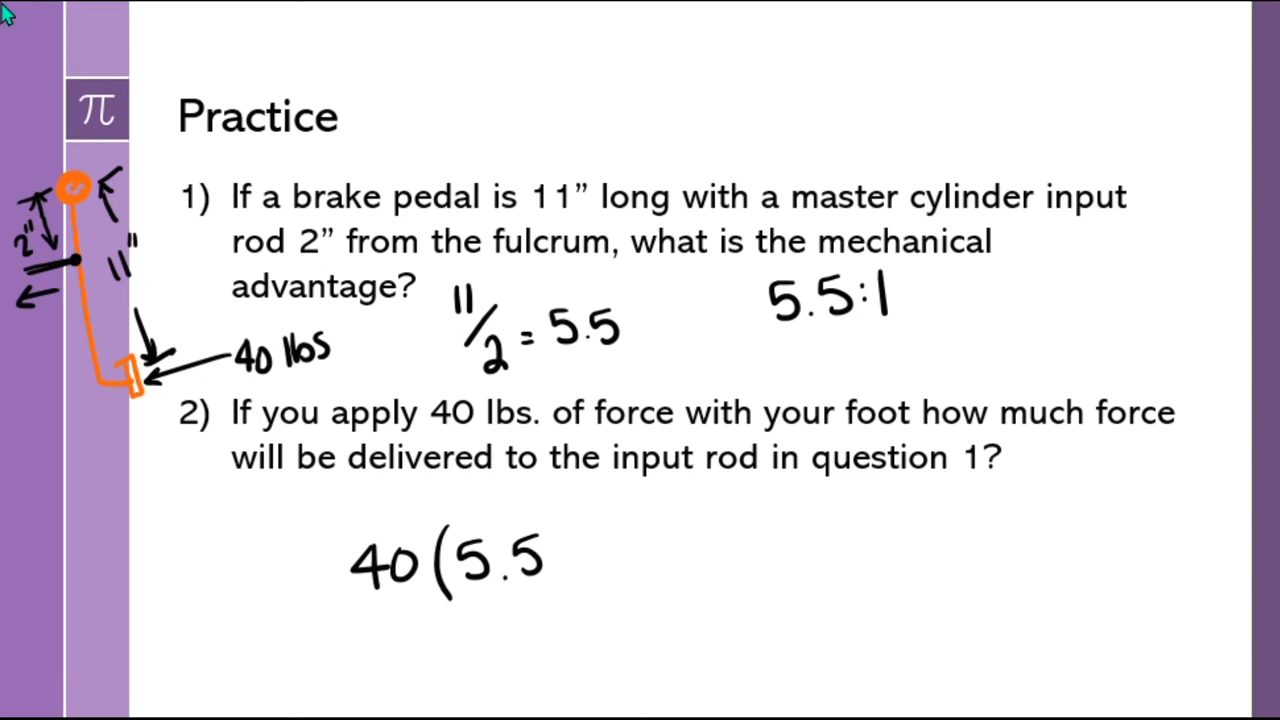 π
Practice
1) If a brake pedal is 11” long with a master cylinder input
rod 2” from the fulcrum, what is the mechanical
advantage?
11/2 = 5.5
5.5:1
2"
11"
40 lbs
2) If you apply 40 lbs. of force with your foot how much force
will be delivered to the input rod in question 1?
40(5.5